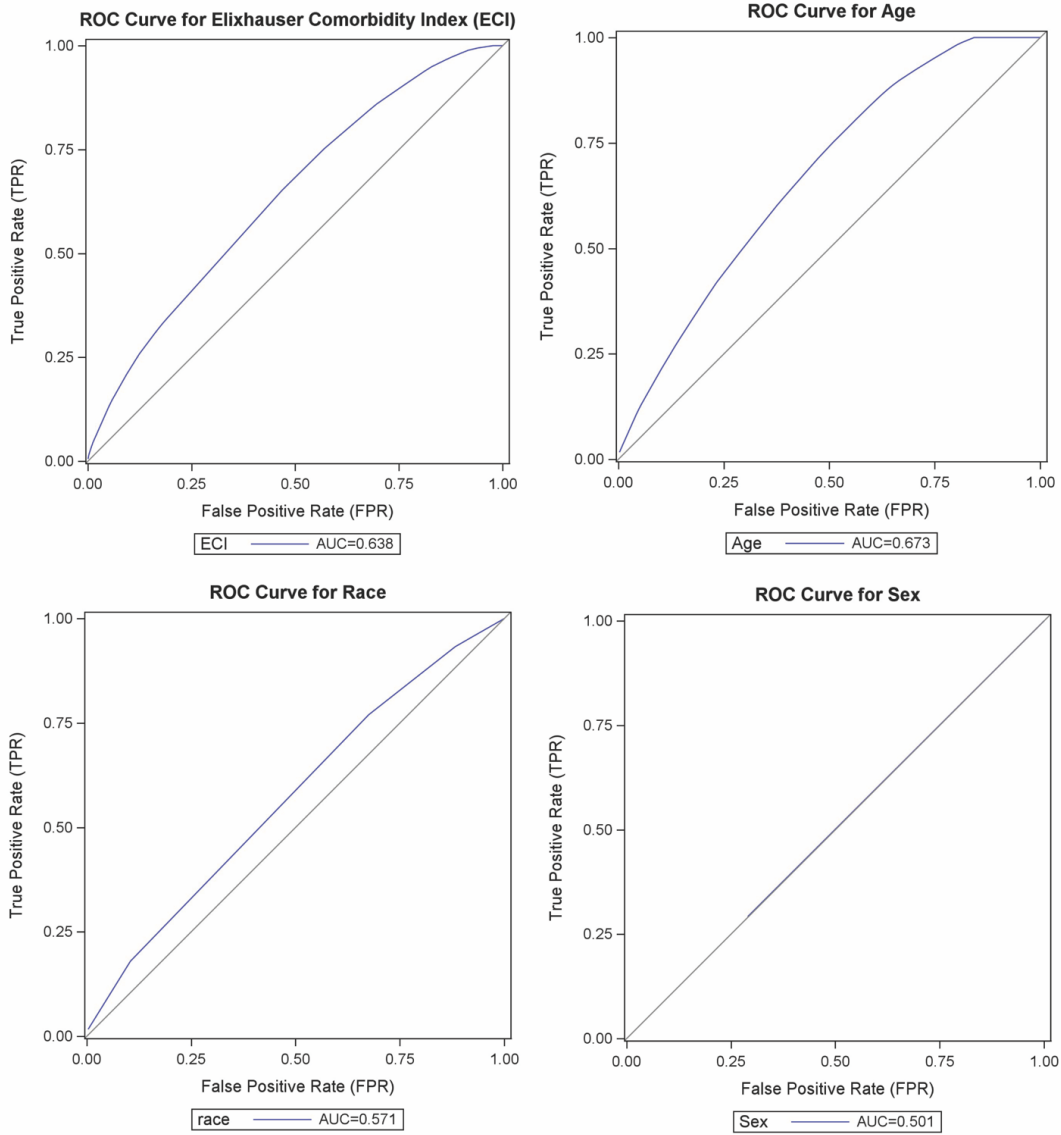 ROC Curve for Elixhauser Comorbidity Index (ECI)
1.00
0.75
0.50
0.25
0.00
True Positive Rate (TPR)
0.00 0.25 0.50 0.75 1.00
False Positive Rate (FPR)
ECI AUC=0.638
ROC Curve for Age
1.00
0.75
0.50
0.25
0.00
True Positive Rate (TPR)
0.00 0.25 0.50 0.75 1.00
False Positive Rate (FPR)
Age AUC=0.673
ROC Curve for Race
1.00
0.75
0.50
0.25
0.00
True Positive Rate (TPR)
0.00 0.25 0.50 0.75 1.00
False Positive Rate (FPR)
race AUC=0.571
ROC Curve for Sex
1.00
0.75
0.50
0.25
0.00
True Positive Rate (TPR)
0.00 0.25 0.50 0.75 1.00
False Positive Rate (FPR)
Sex AUC=0.501